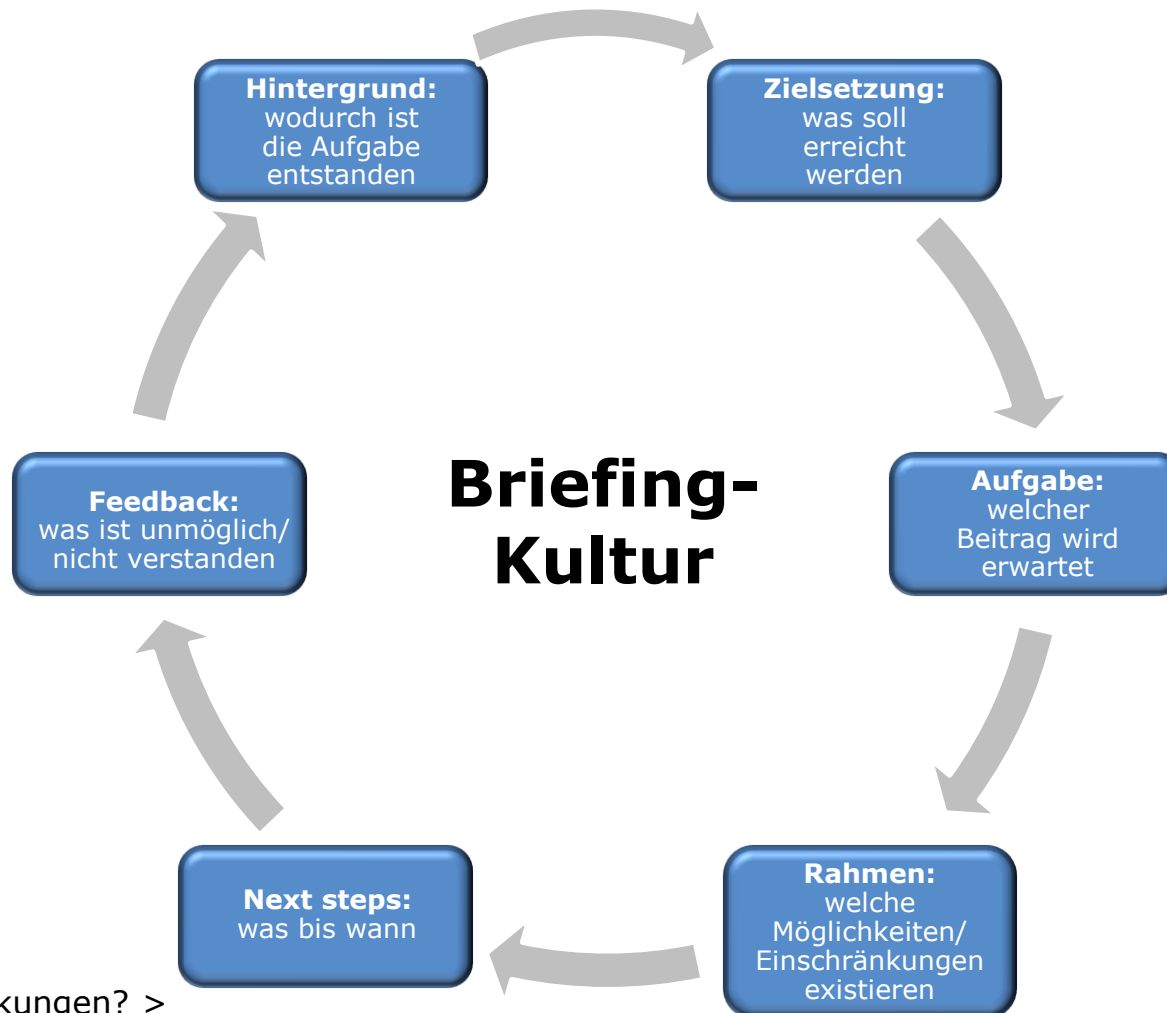 Hintergrund:
wodurch ist
die Aufgabe
entstanden
Zielsetzung:
was soll
erreicht
werden
Aufgabe:
welcher
Beitrag wird
erwartet
Rahmen:
welche
Möglichkeiten/
Einschränkungen
existieren
Next steps:
was bis wann
Feedback:
was ist unmöglich/
nicht verstanden
Briefing-
Kultur
kungen? >